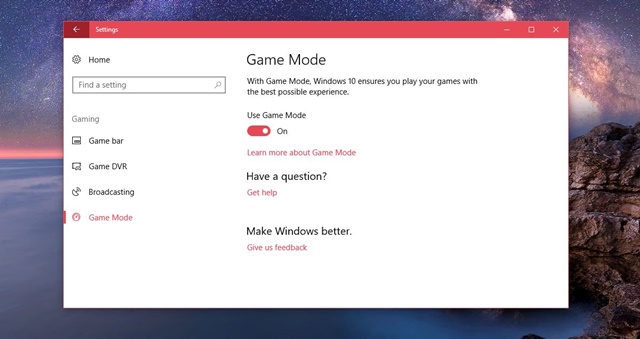 Settings
Home
Find a setting
Gaming
Game bar
Game DVR
Broadcasting
Game Mode
Game Mode
With Game Mode, Windows 10 ensures you play your games with
the best possible experience.
Use Game Mode
On
Learn more about Game Mode
Have a question?
Get help
Make Windows better.
Give us feedback